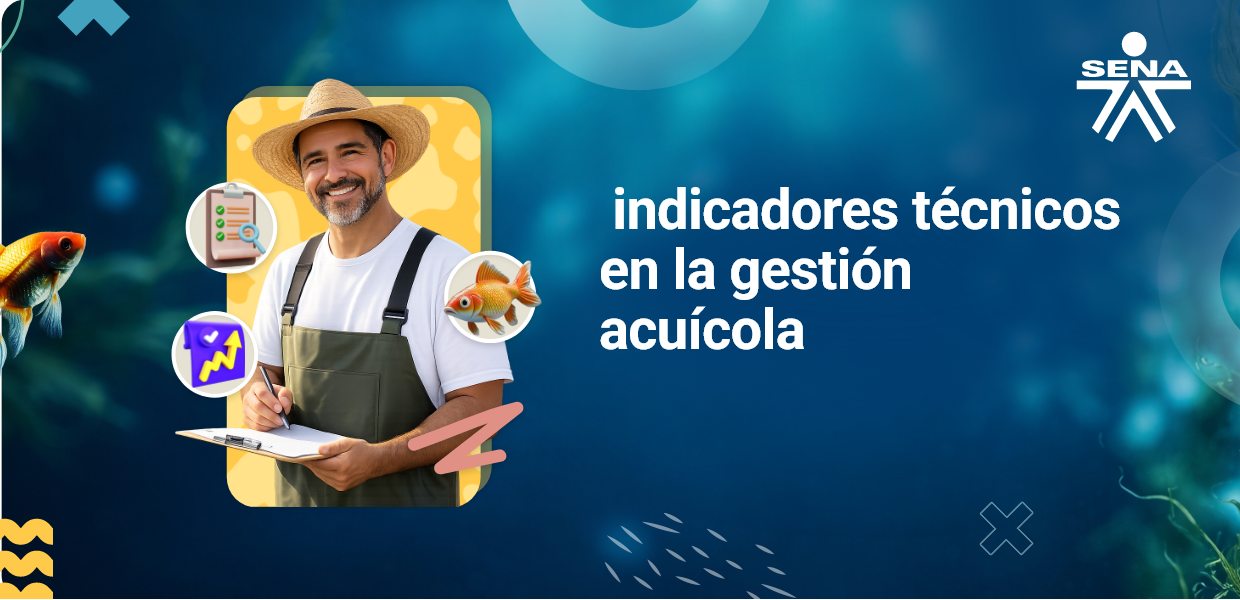 SENA
indicadores técnicos
en la gestión
acuícola